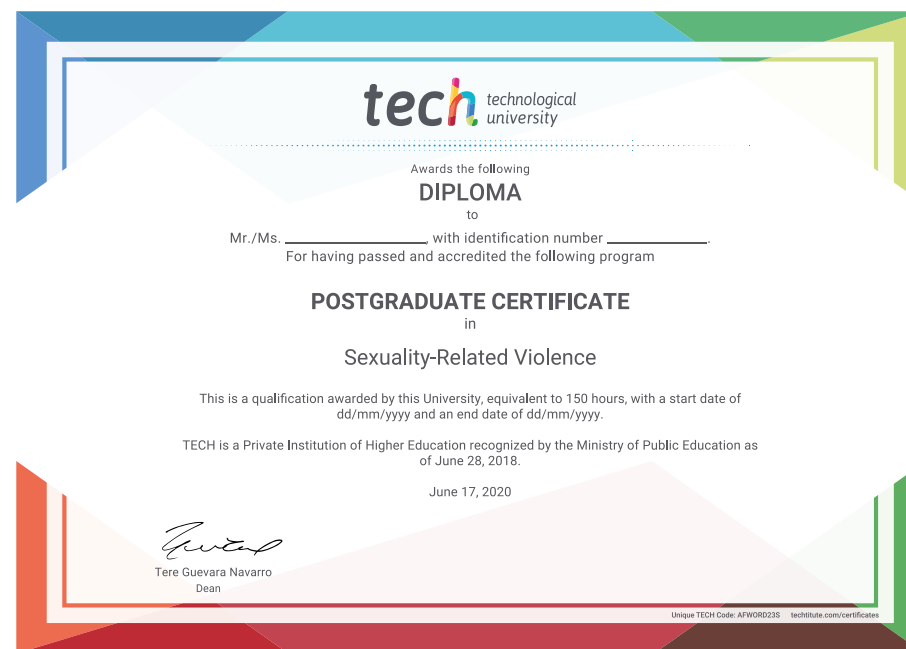 tech technological
university
Awards the following
DIPLOMA
to
Mr./Ms. ____________________, with identification number ______________.
For having passed and accredited the following program
POSTGRADUATE CERTIFICATE
in
Sexuality-Related Violence
This is a qualification awarded by this University, equivalent to 150 hours, with a start date of
dd/mm/yyyy and an end date of dd/mm/yyyy.
TECH is a Private Institution of Higher Education recognized by the Ministry of Public Education as
of June 28, 2018.
June 17, 2020
Tere Guevara Navarro
Dean
Unique TECH Code: AFWORD23S techtitute.com/certificates